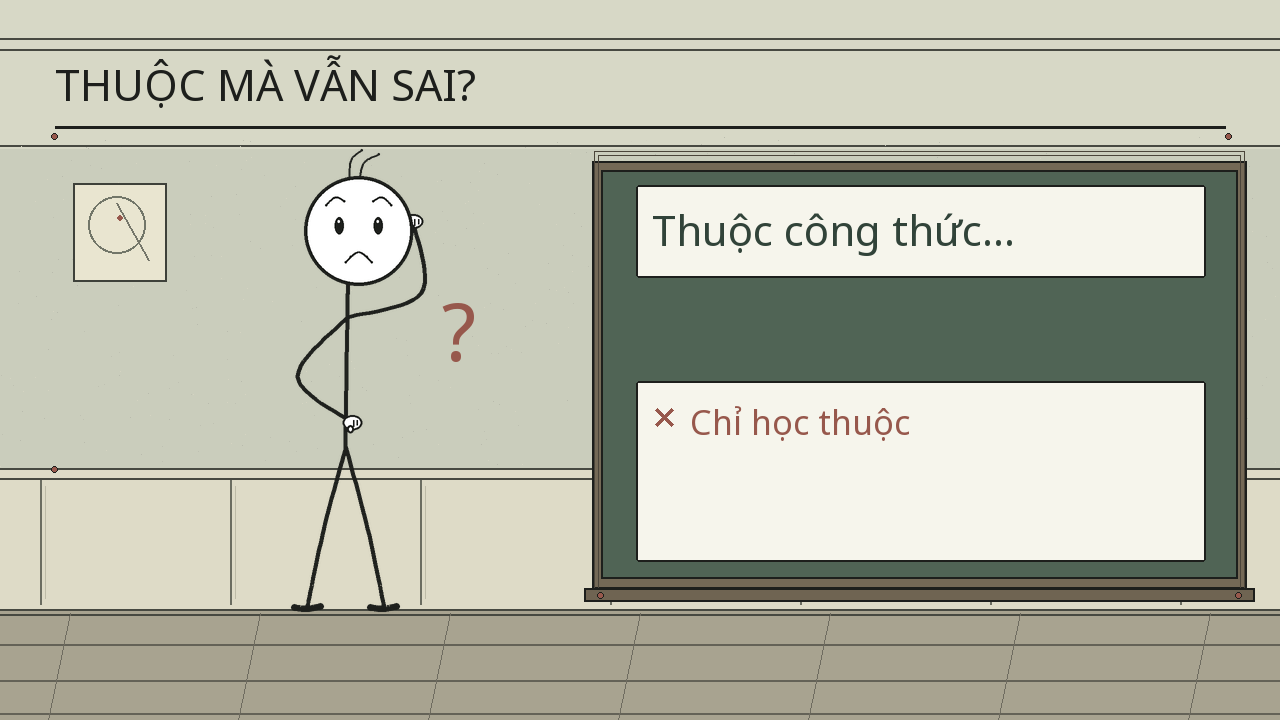 THUỘC MÀ VẪN SAI?
Thuộc công thức...
?
× Chỉ học thuộc